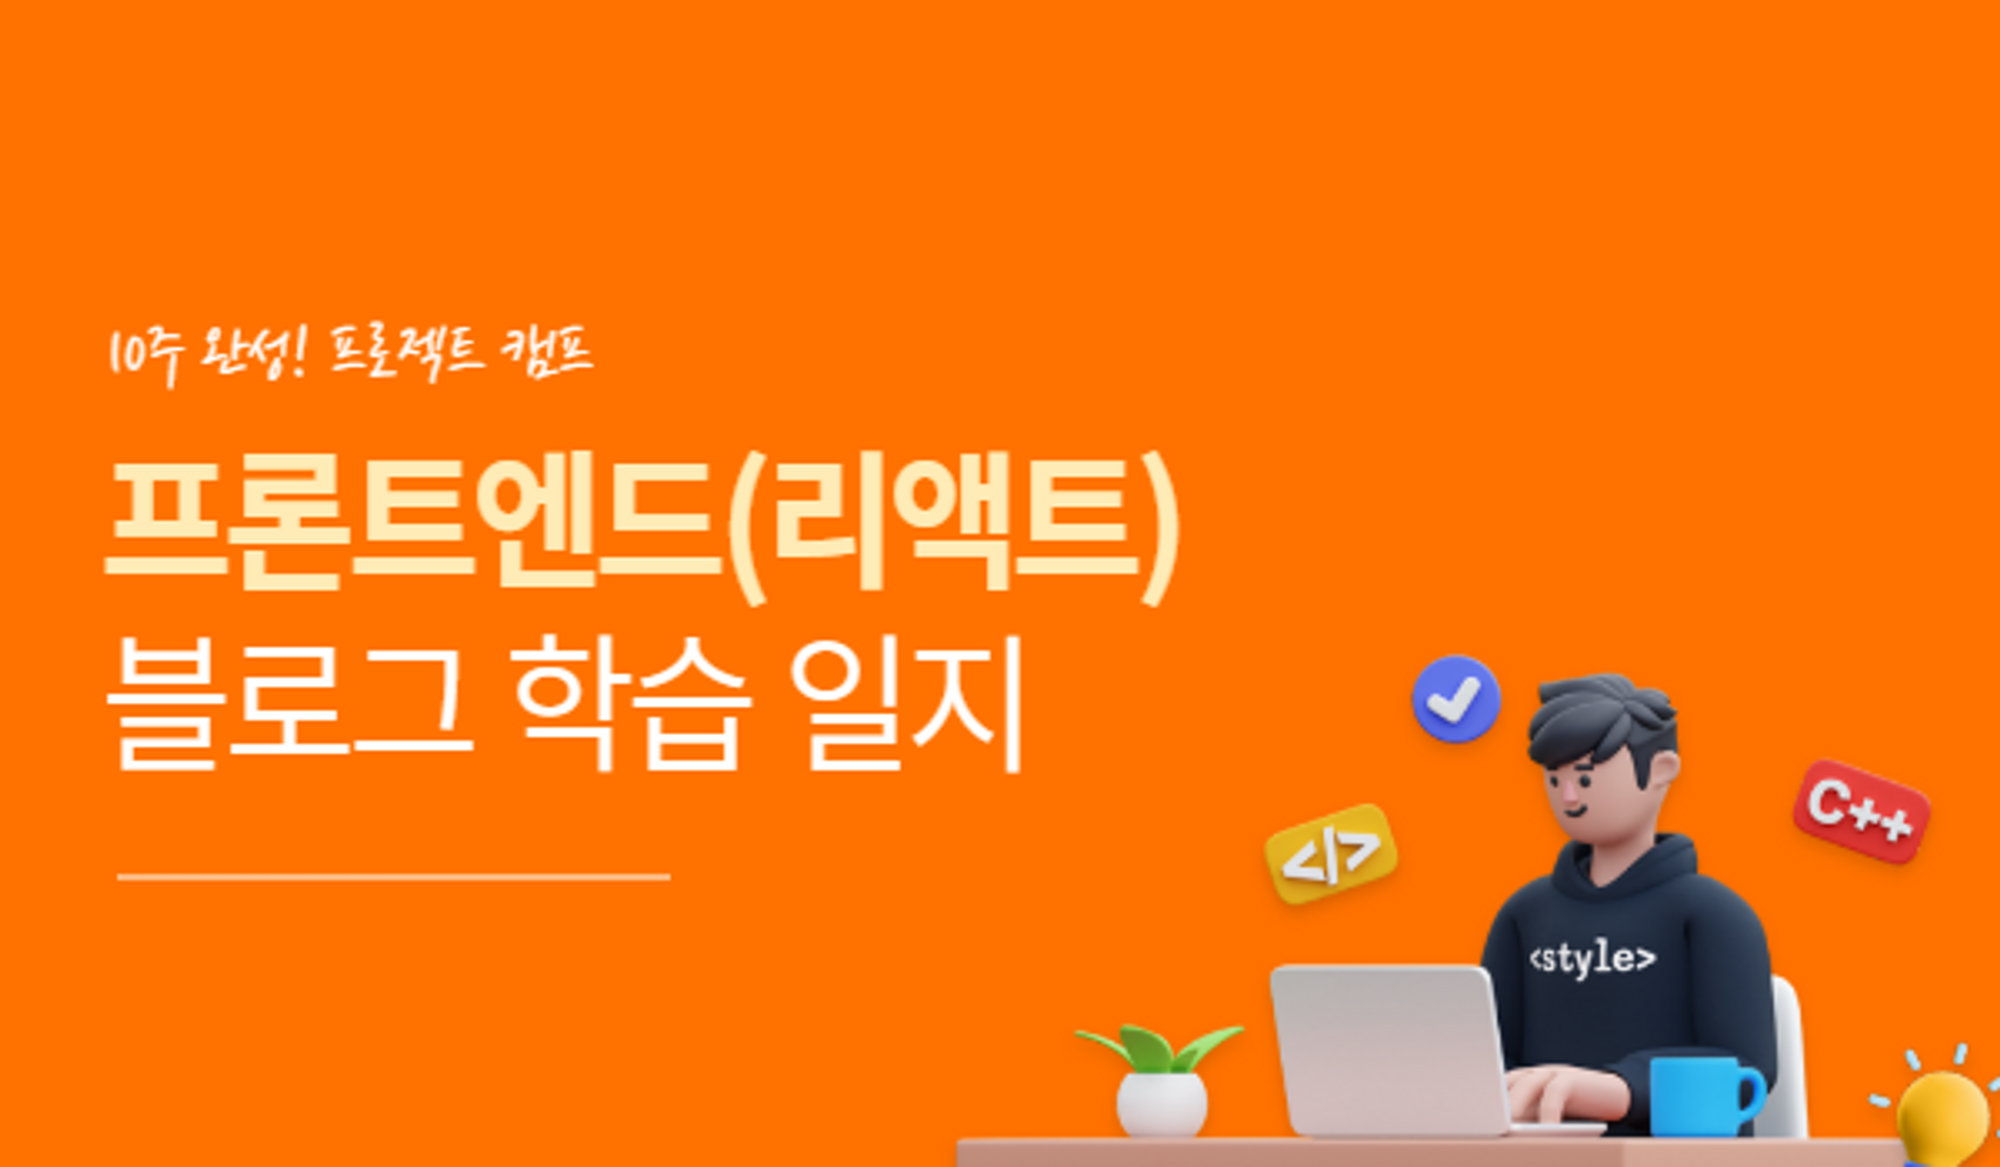 10주 완성! 프로젝트 캠프
프론트엔드(리액트)
블로그 학습 일지
</>
C++
<style>